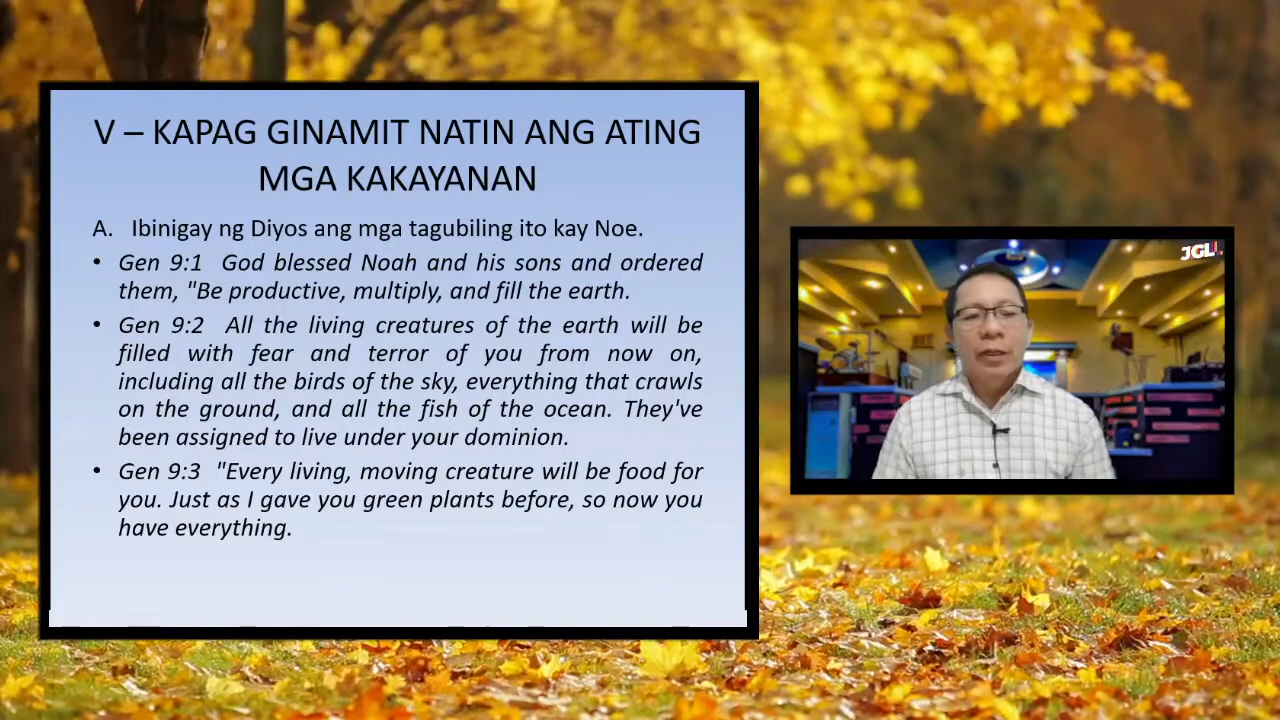 V – KAPAG GINAMIT NATIN ANG ATING
MGA KAKAYANAN
A. Ibinigay ng Diyos ang mga tagubiling ito kay Noe.
• Gen 9:1 God blessed Noah and his sons and ordered
them, "Be productive, multiply, and fill the earth.
• Gen 9:2 All the living creatures of the earth will be
filled with fear and terror of you from now on,
including all the birds of the sky, everything that crawls
on the ground, and all the fish of the ocean. They've
been assigned to live under your dominion.
• Gen 9:3 "Every living, moving creature will be food for
you. Just as I gave you green plants before, so now you
have everything.
JGL